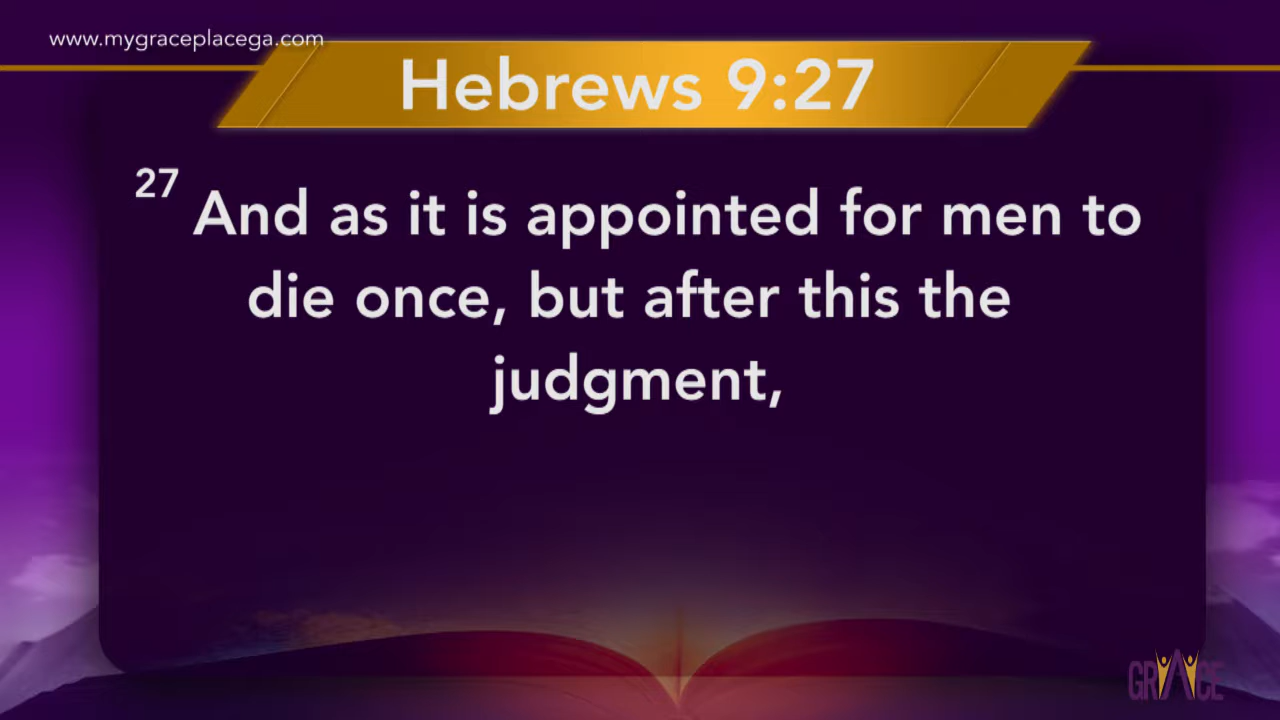 www.mygraceplacega.com
Hebrews 9:27
27 And as it is appointed for men to
die once, but after this the
judgment,
GRACE